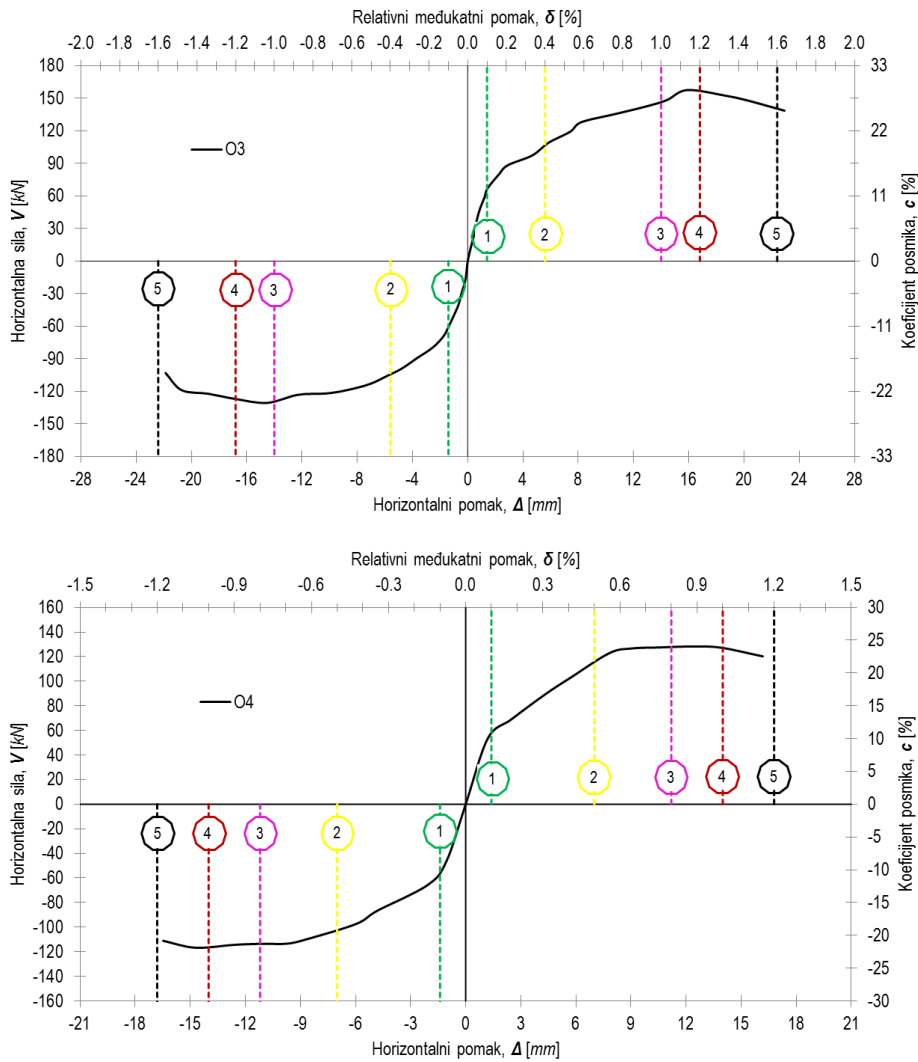 Relativni međukatni pomak, δ [%]
-2.0 -1.8 -1.6 -1.4 -1.2 -1.0 -0.8 -0.6 -0.4 -0.2 0.0 0.2 0.4 0.6 0.8 1.0 1.2 1.4 1.6 1.8 2.0
Horizontalna sila, V [kN]
180
150
120
90
60
30
0
-30
-60
-90
-120
-150
-180
O3
1 2 3 4 5
5 4 3 2 1
33
22
11
0
-11
-22
-33
Koeficijent posmika, c [%]
-28 -24 -20 -16 -12 -8 -4 0 4 8 12 16 20 24 28
Horizontalni pomak, Δ [mm]
Relativni međukatni pomak, δ [%]
-1.5 -1.2 -0.9 -0.6 -0.3 0.0 0.3 0.6 0.9 1.2 1.5
Horizontalna sila, V [kN]
160
140
120
100
80
60
40
20
0
-20
-40
-60
-80
-100
-120
-140
-160
O4
1 2 3 4 5
5 4 3 2 1
30
25
20
15
10
5
0
-5
-10
-15
-20
-25
-30
Koeficijent posmika, c [%]
-21 -18 -15 -12 -9 -6 -3 0 3 6 9 12 15 18 21
Horizontalni pomak, Δ [mm]